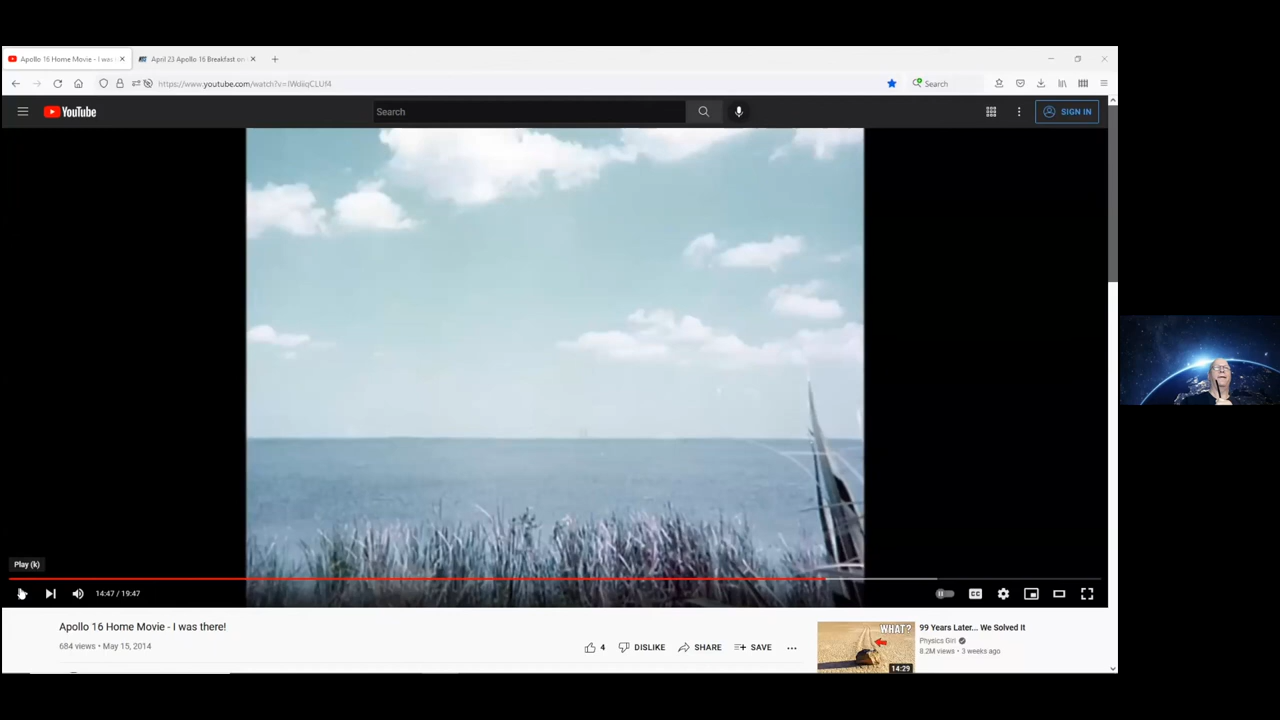 Apollo 16 Home Movie - I was
April 23 Apollo 16 Breakfast on
Search
YouTube
Search
SIGN IN
Play (k)
14:47 / 19:47
CC
Apollo 16 Home Movie - I was there!
684 views • May 15, 2014
4 DISLIKE SHARE SAVE
WHAT?
14:29
99 Years Later... We Solved It
Physics Girl
8.2M views • 3 weeks ago